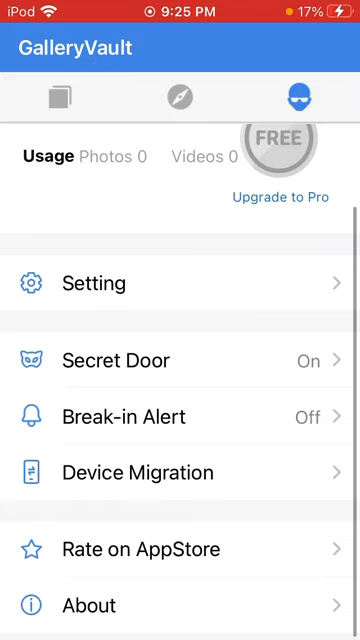 iPod 9:25 PM 17%
GalleryVault
FREE
Usage Photos 0 Videos 0
Upgrade to Pro
Setting
Secret Door On
Break-in Alert Off
Device Migration
Rate on AppStore
About